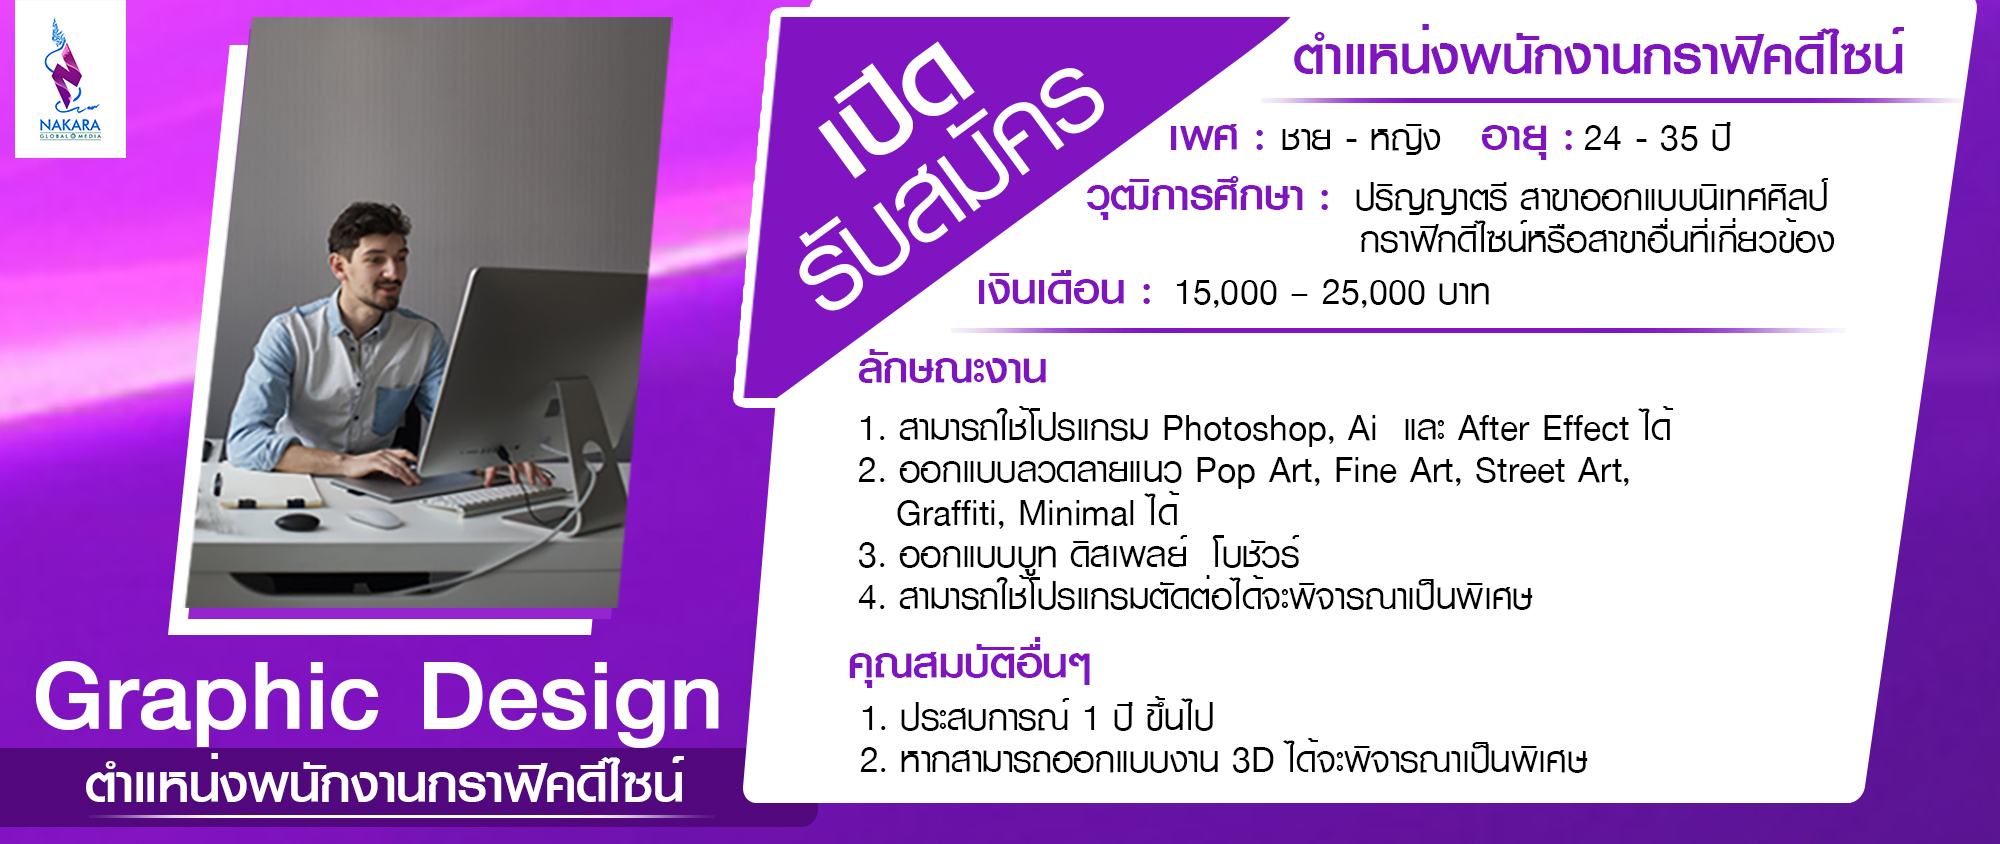 NAKARA
GLOBAL MEDIA
Graphic Design
ตำแหน่งพนักงานกราฟิคดีไซน์
เปิด
รับสมัคร
ตำแหน่งพนักงานกราฟิคดีไซน์
เพศ : ชาย - หญิง อายุ : 24 - 35 ปี
วุฒิการศึกษา : ปริญญาตรี สาขาออกแบบนิเทศศิลป์
กราฟิกดีไซน์หรือสาขาอื่นที่เกี่ยวข้อง
เงินเดือน : 15,000 – 25,000 บาท
ลักษณะงาน
1. สามารถใช้โปรแกรม Photoshop, Ai และ After Effect ได้
2. ออกแบบลวดลายแนว Pop Art, Fine Art, Street Art,
Graffiti, Minimal ได้
3. ออกแบบบูท ดิสเพลย์ โบชัวร์
4. สามารถใช้โปรแกรมตัดต่อได้จะพิจารณาเป็นพิเศษ
คุณสมบัติอื่นๆ
1. ประสบการณ์ 1 ปี ขึ้นไป
2. หากสามารถออกแบบงาน 3D ได้จะพิจารณาเป็นพิเศษ